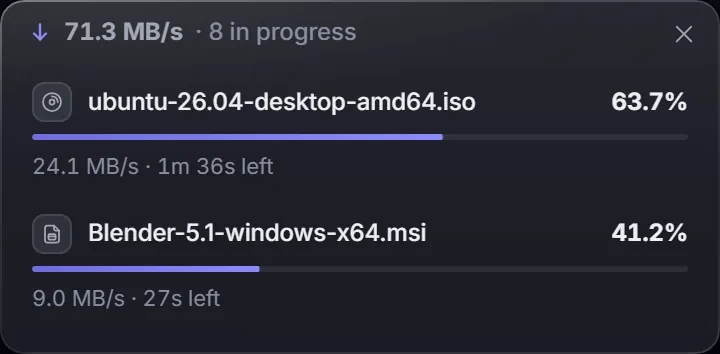 71.3 MB/s · 8 in progress
ubuntu-26.04-desktop-amd64.iso 63.7%
24.1 MB/s · 1m 36s left
Blender-5.1-windows-x64.msi 41.2%
9.0 MB/s · 27s left